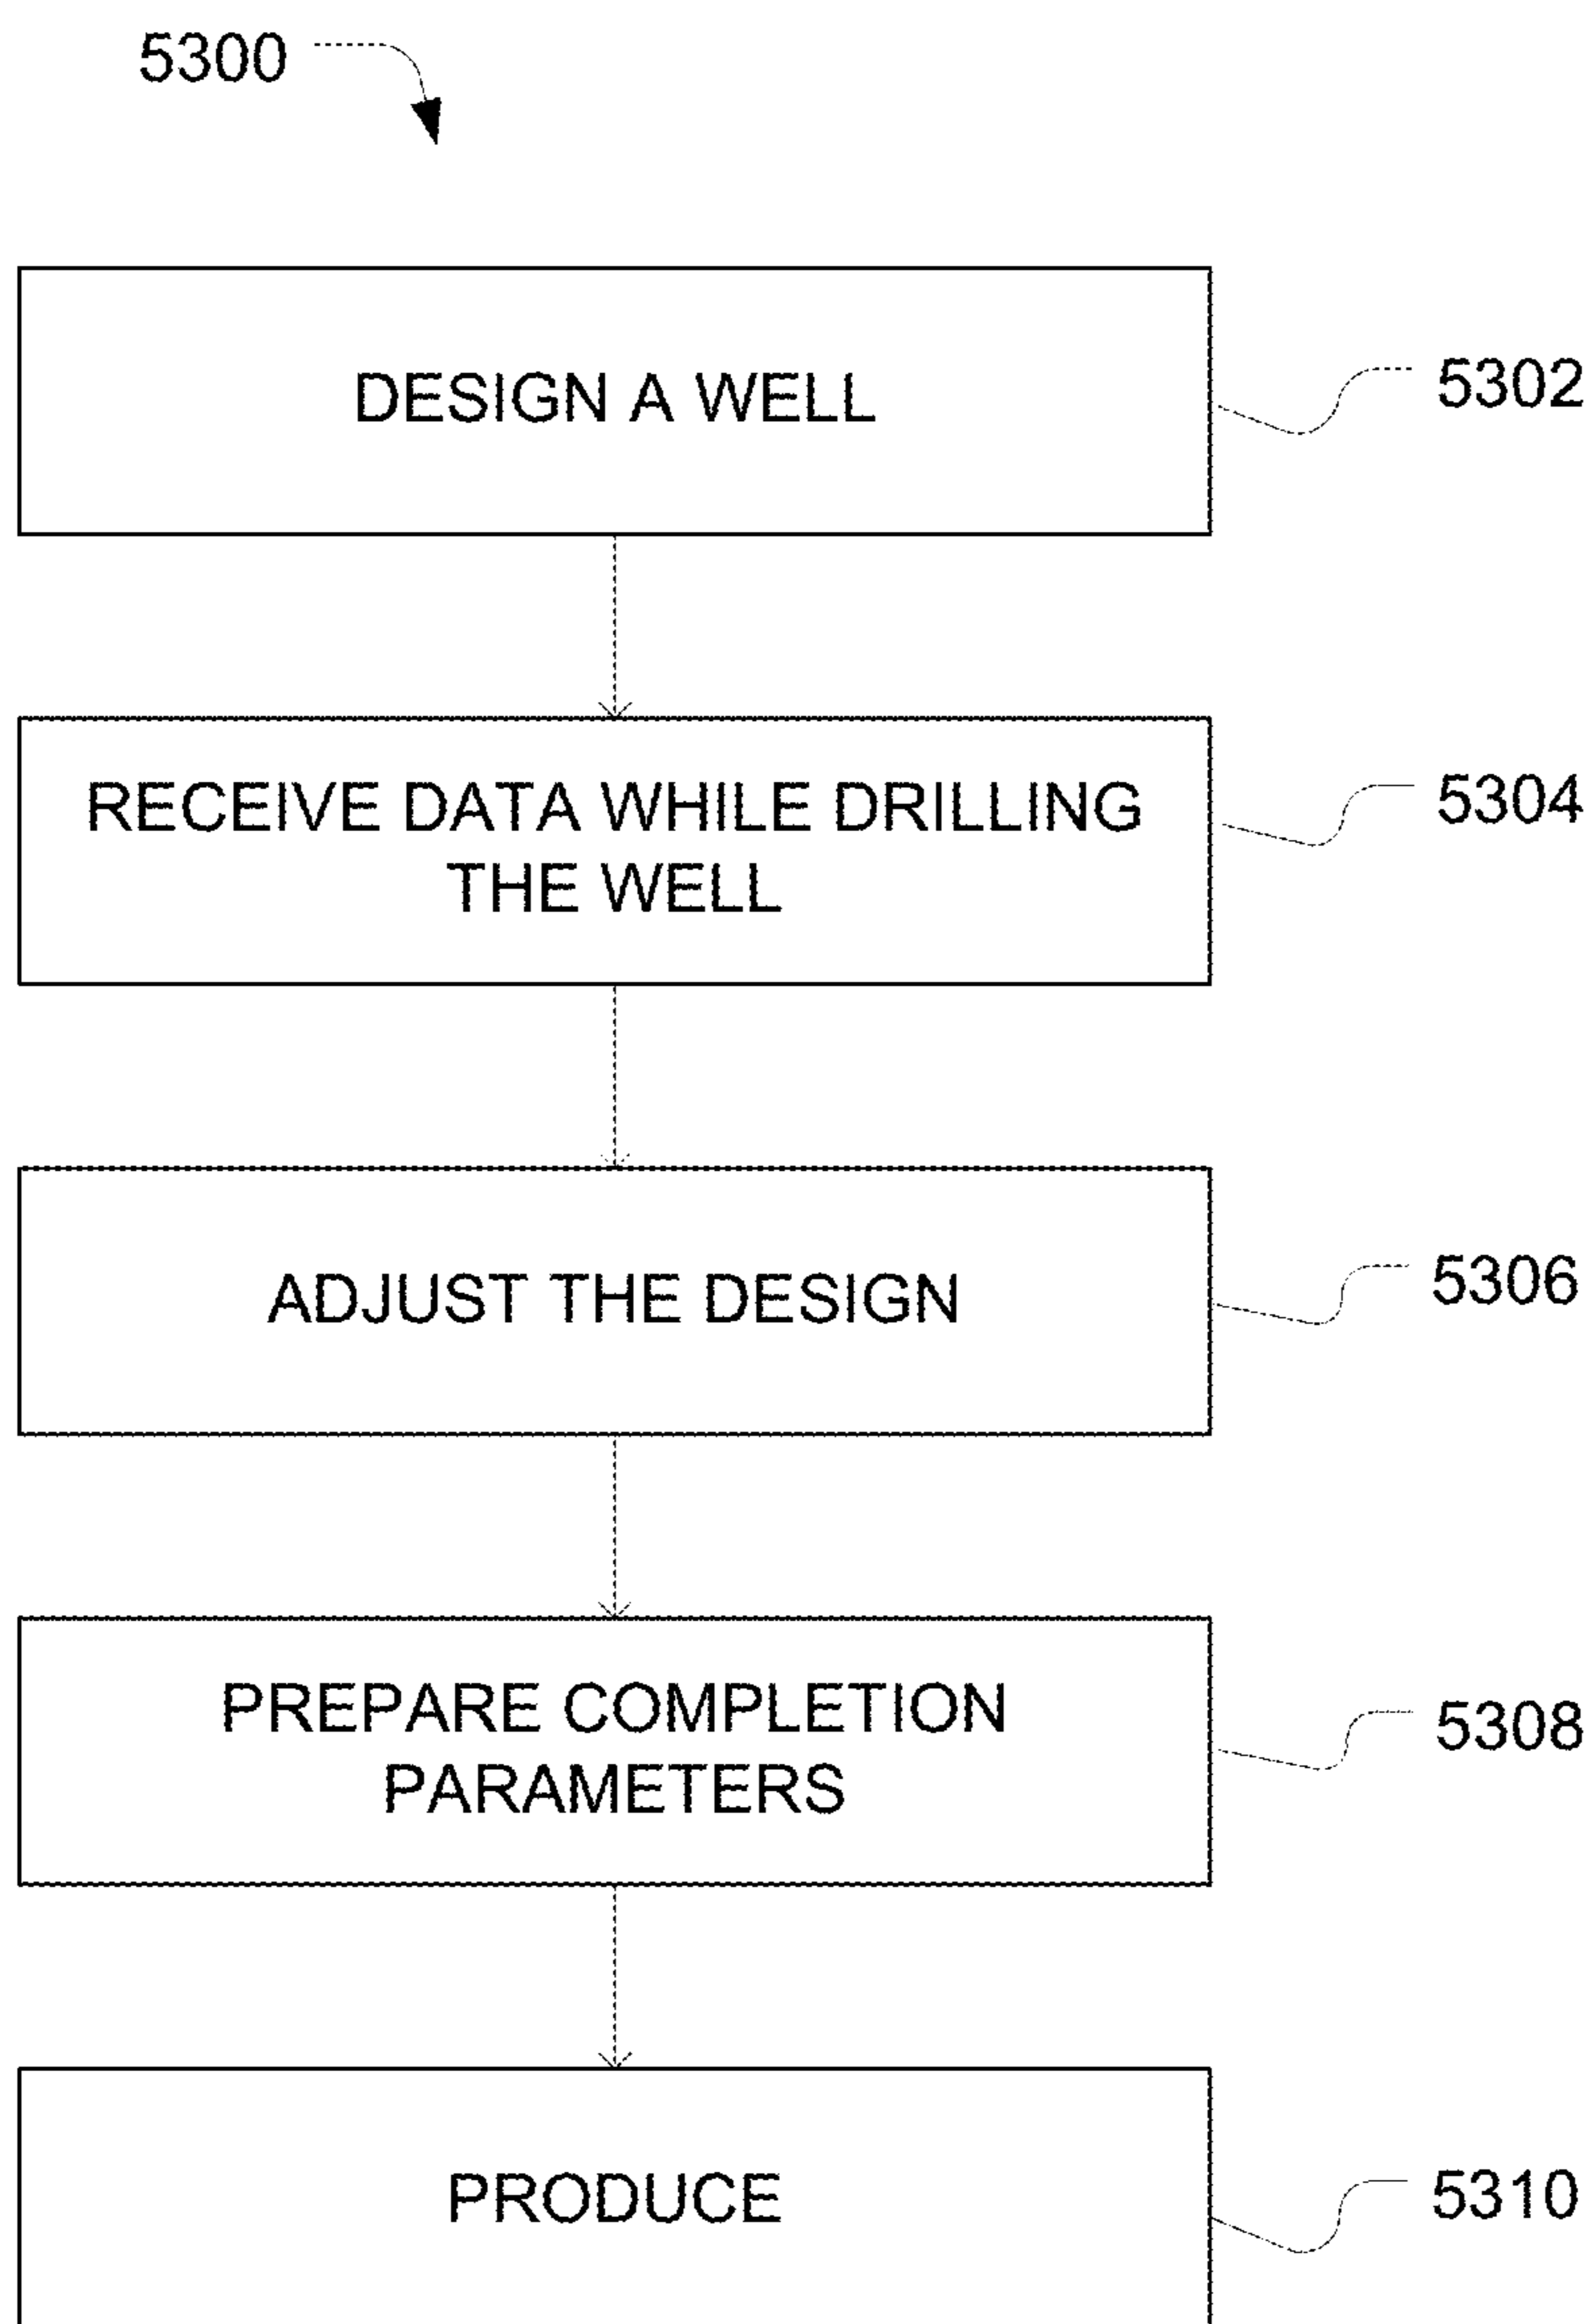 5300
DESIGN A WELL
5302
RECEIVE DATA WHILE DRILLING
THE WELL
5304
ADJUST THE DESIGN
5306
PREPARE COMPLETION
PARAMETERS
5308
PRODUCE
5310